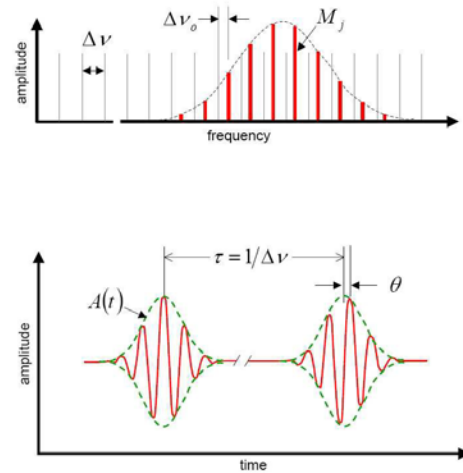 Δν₀
M_j
Δν
amplitude
frequency
τ = 1/Δν
θ
A(t)
amplitude
time